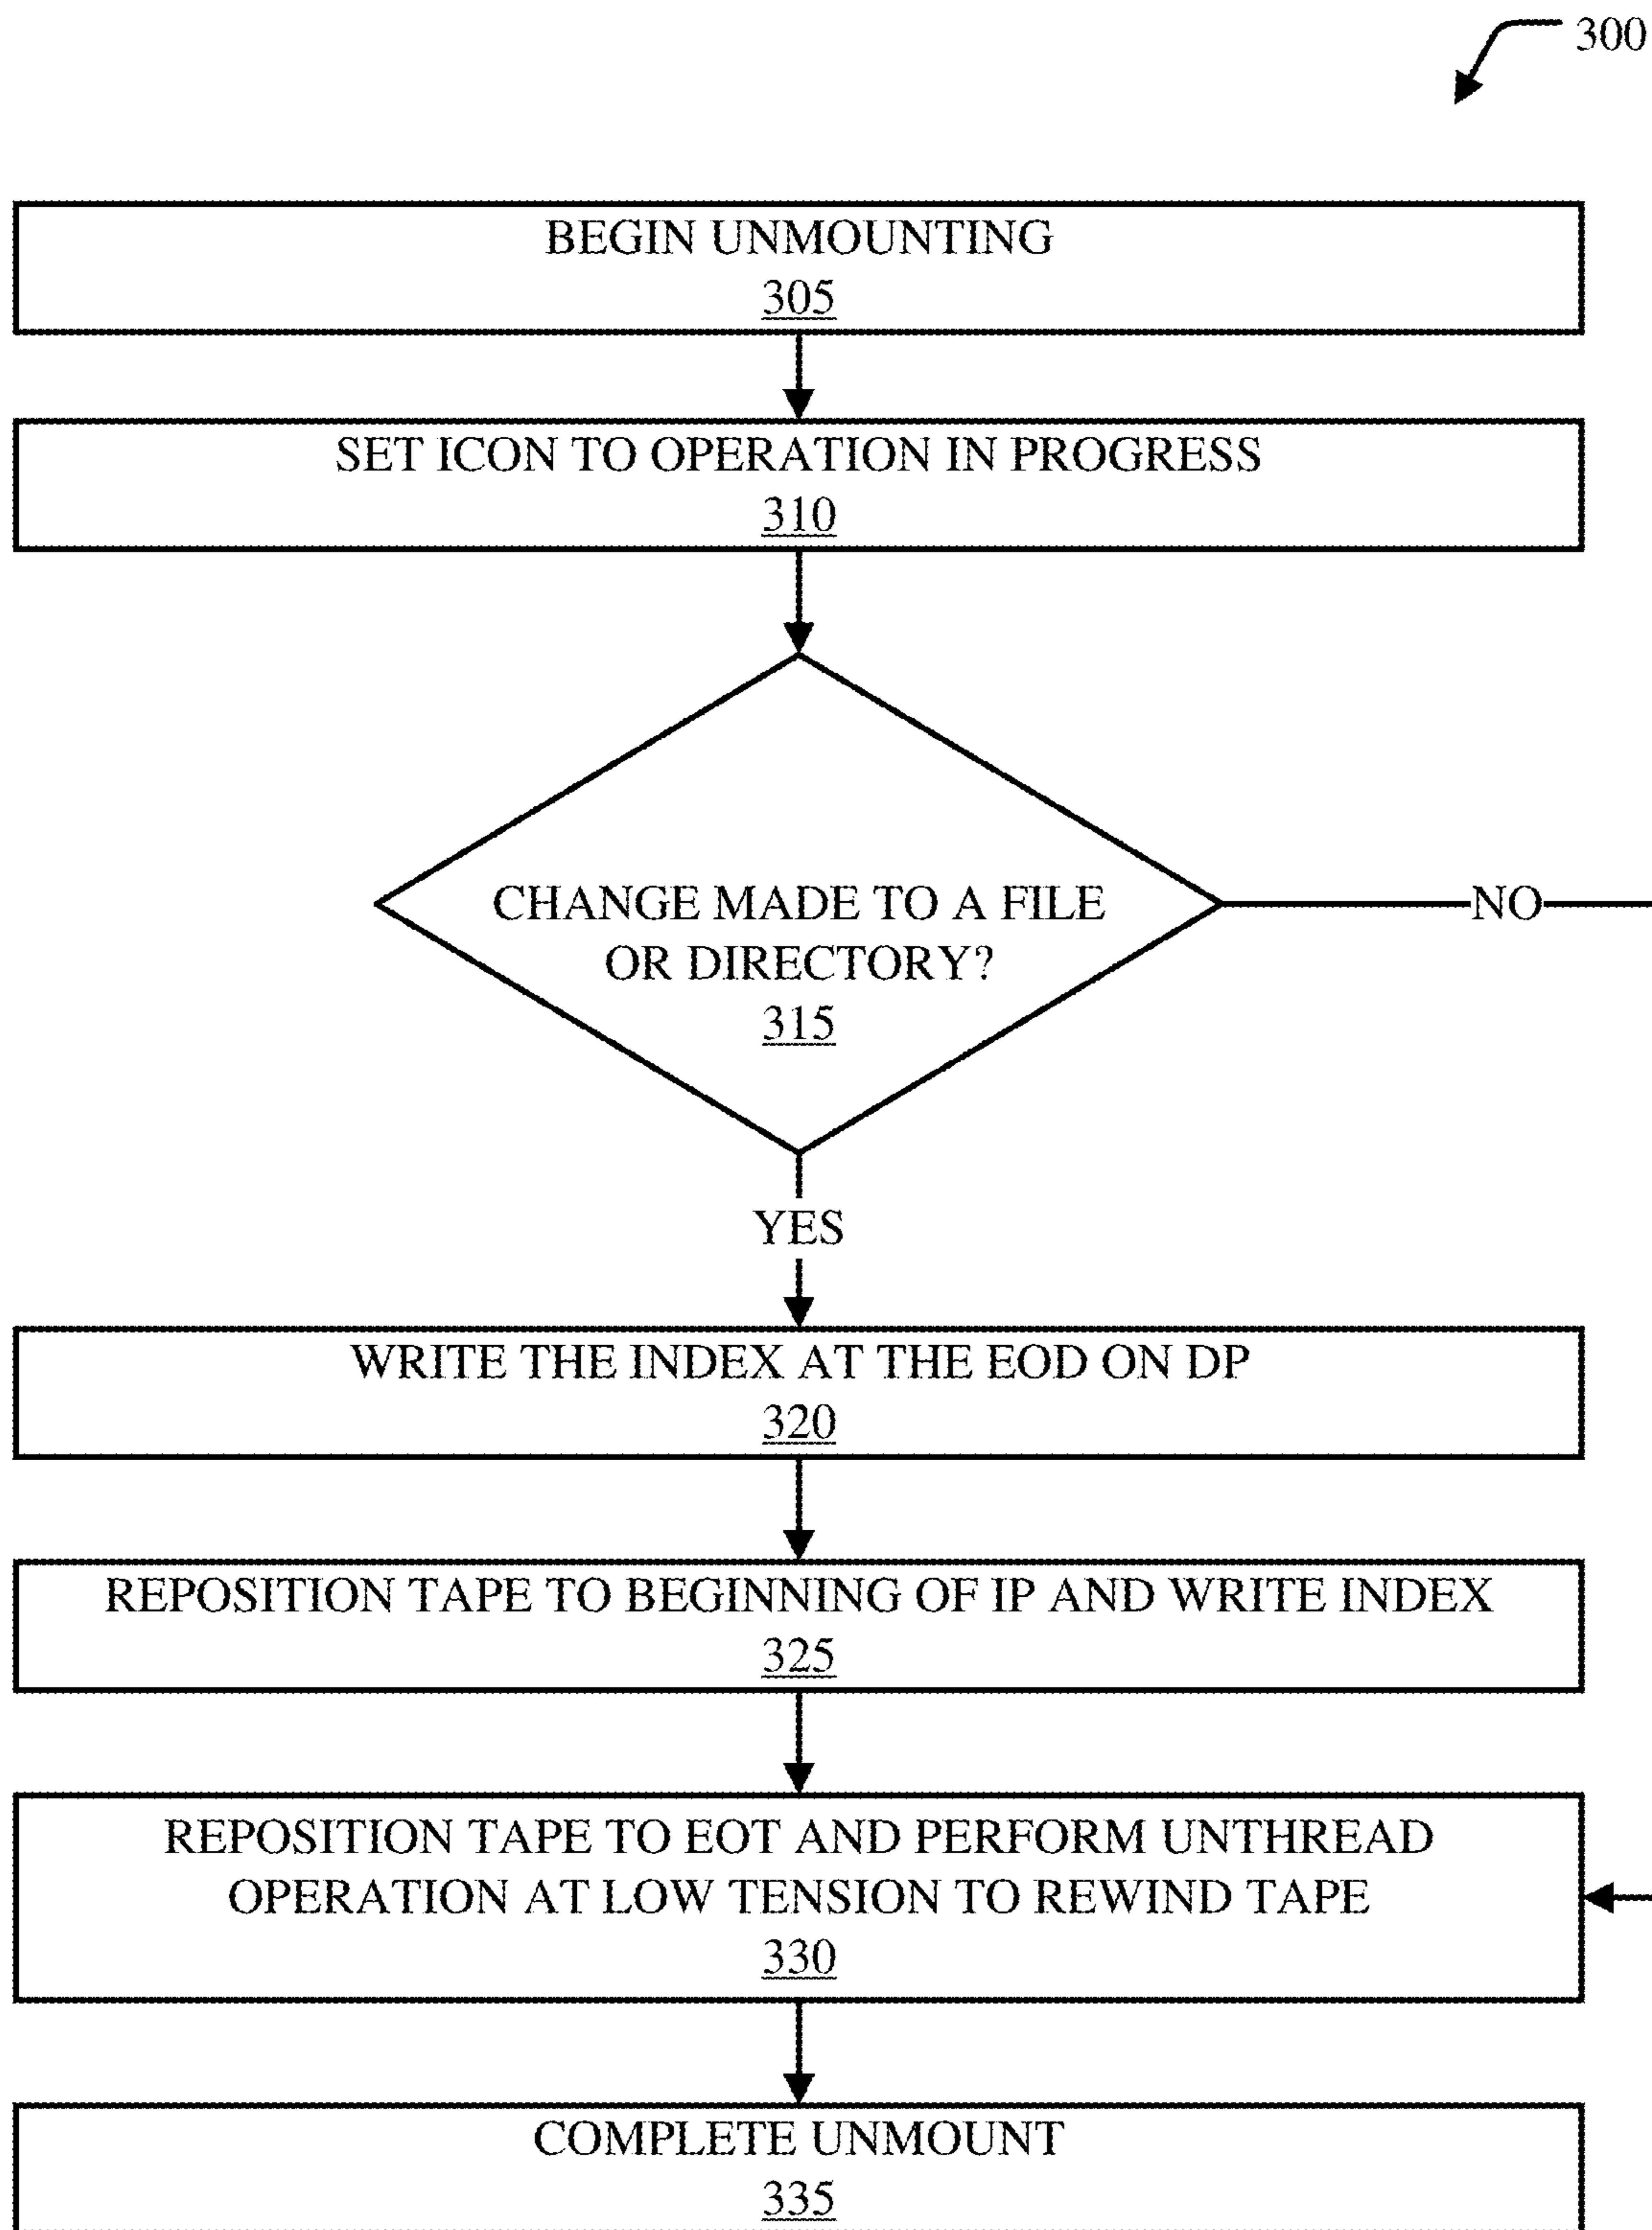 300
BEGIN UNMOUNTING
305
SET ICON TO OPERATION IN PROGRESS
310
CHANGE MADE TO A FILE
OR DIRECTORY?
315
NO
YES
WRITE THE INDEX AT THE EOD ON DP
320
REPOSITION TAPE TO BEGINNING OF IP AND WRITE INDEX
325
REPOSITION TAPE TO EOT AND PERFORM UNTHREAD
OPERATION AT LOW TENSION TO REWIND TAPE
330
COMPLETE UNMOUNT
335